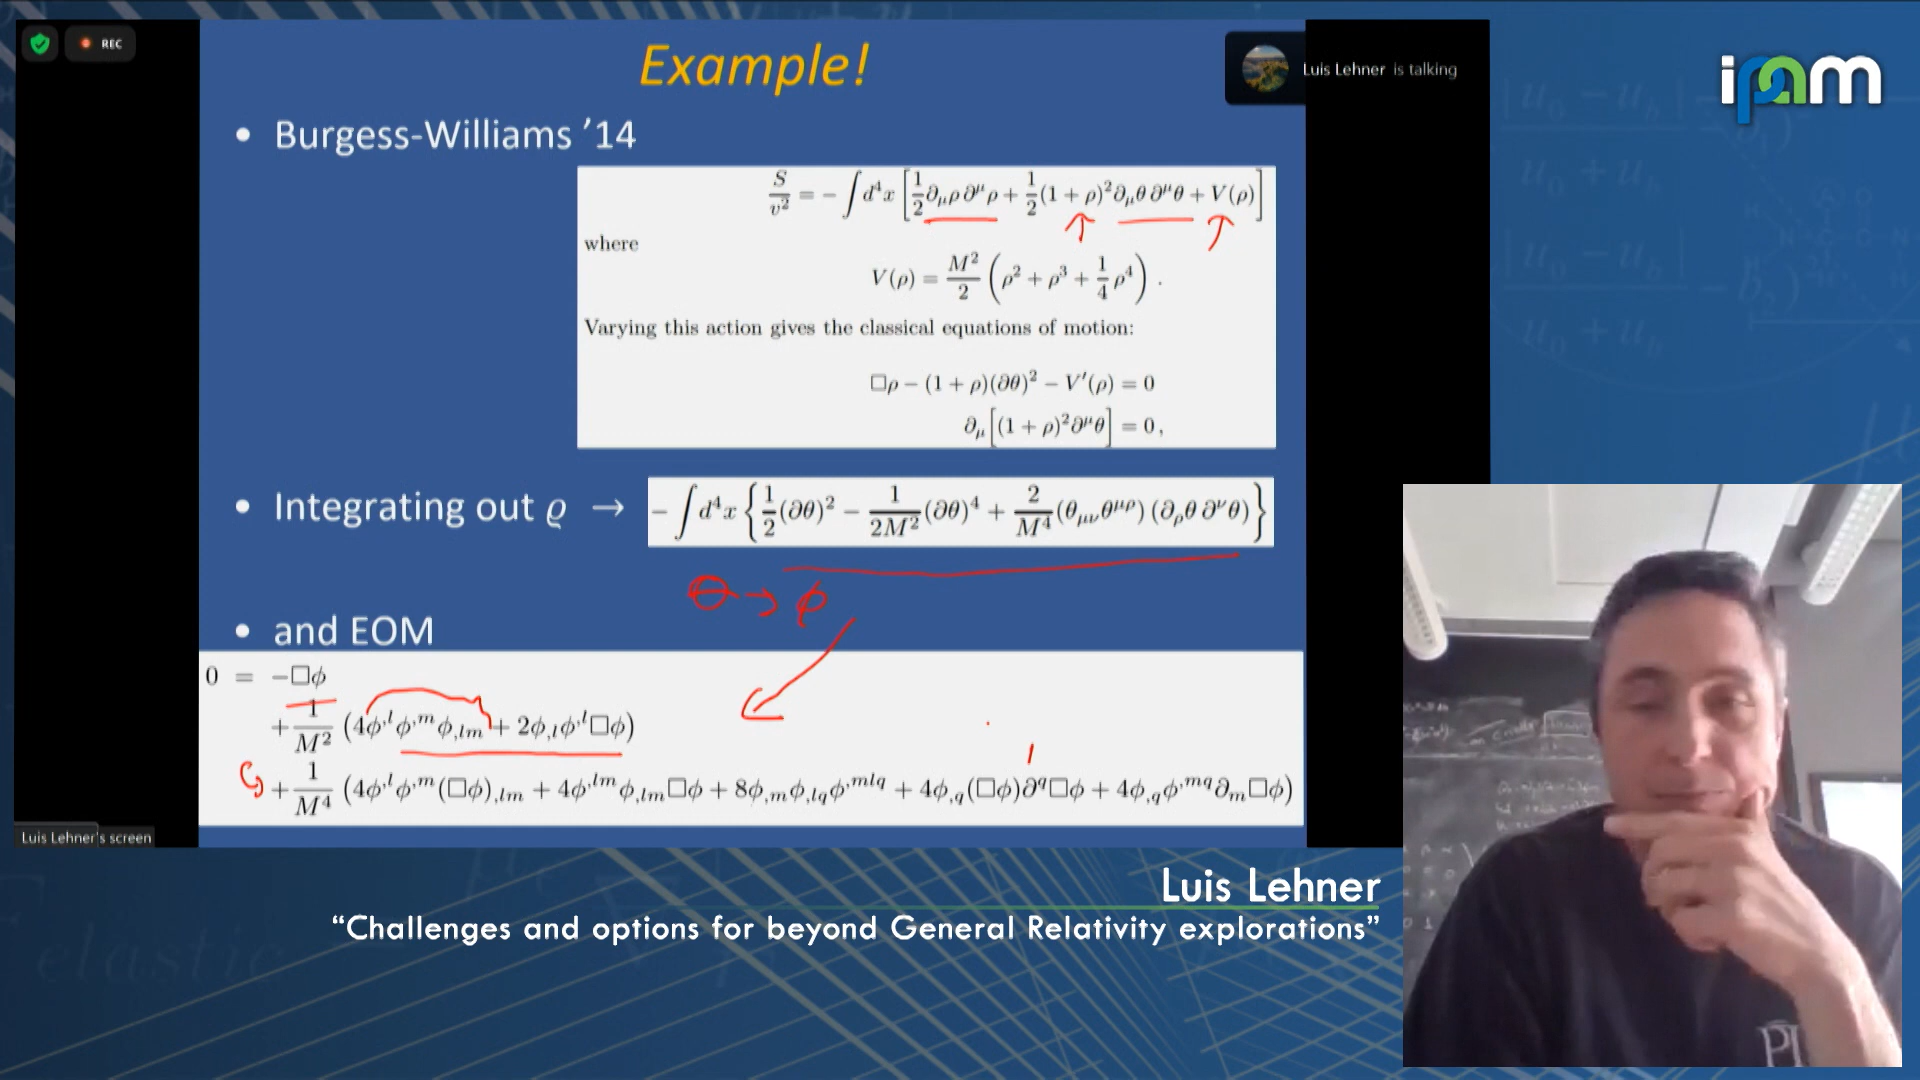 REC
Example!
Luis Lehner is talking
ipam
• Burgess-Williams ’14
S/v² = − ∫ d⁴x [ 1/2 ∂_μρ ∂^μρ + 1/2 (1 + ρ)² ∂_μθ ∂^μθ + V(ρ) ]
where
V(ρ) = M²/2 ( ρ² + ρ³ + 1/4 ρ⁴ ) .
Varying this action gives the classical equations of motion:
□ρ − (1 + ρ)(∂θ)² − V′(ρ) = 0
∂_μ [ (1 + ρ)² ∂^μθ ] = 0 ,
• Integrating out ϱ → − ∫ d⁴x { 1/2 (∂θ)² − 1/2M² (∂θ)⁴ + 2/M⁴ (θ_μν θ^μρ) (∂_ρθ ∂^νθ) }
θ → ϕ
• and EOM
0 = −□ϕ
+ 1/M² (4ϕ^,l ϕ^,m ϕ_,lm + 2ϕ_,l ϕ^,l □ϕ)
+ 1/M⁴ (4ϕ^,l ϕ^,m (□ϕ)_,lm + 4ϕ^,lm ϕ_,lm □ϕ + 8ϕ_,m ϕ_,lq ϕ^,mlq + 4ϕ_,q (□ϕ)∂^q □ϕ + 4ϕ_,q ϕ^,mq ∂_m □ϕ)
Luis Lehner's screen
Luis Lehner
“Challenges and options for beyond General Relativity explorations”
PI